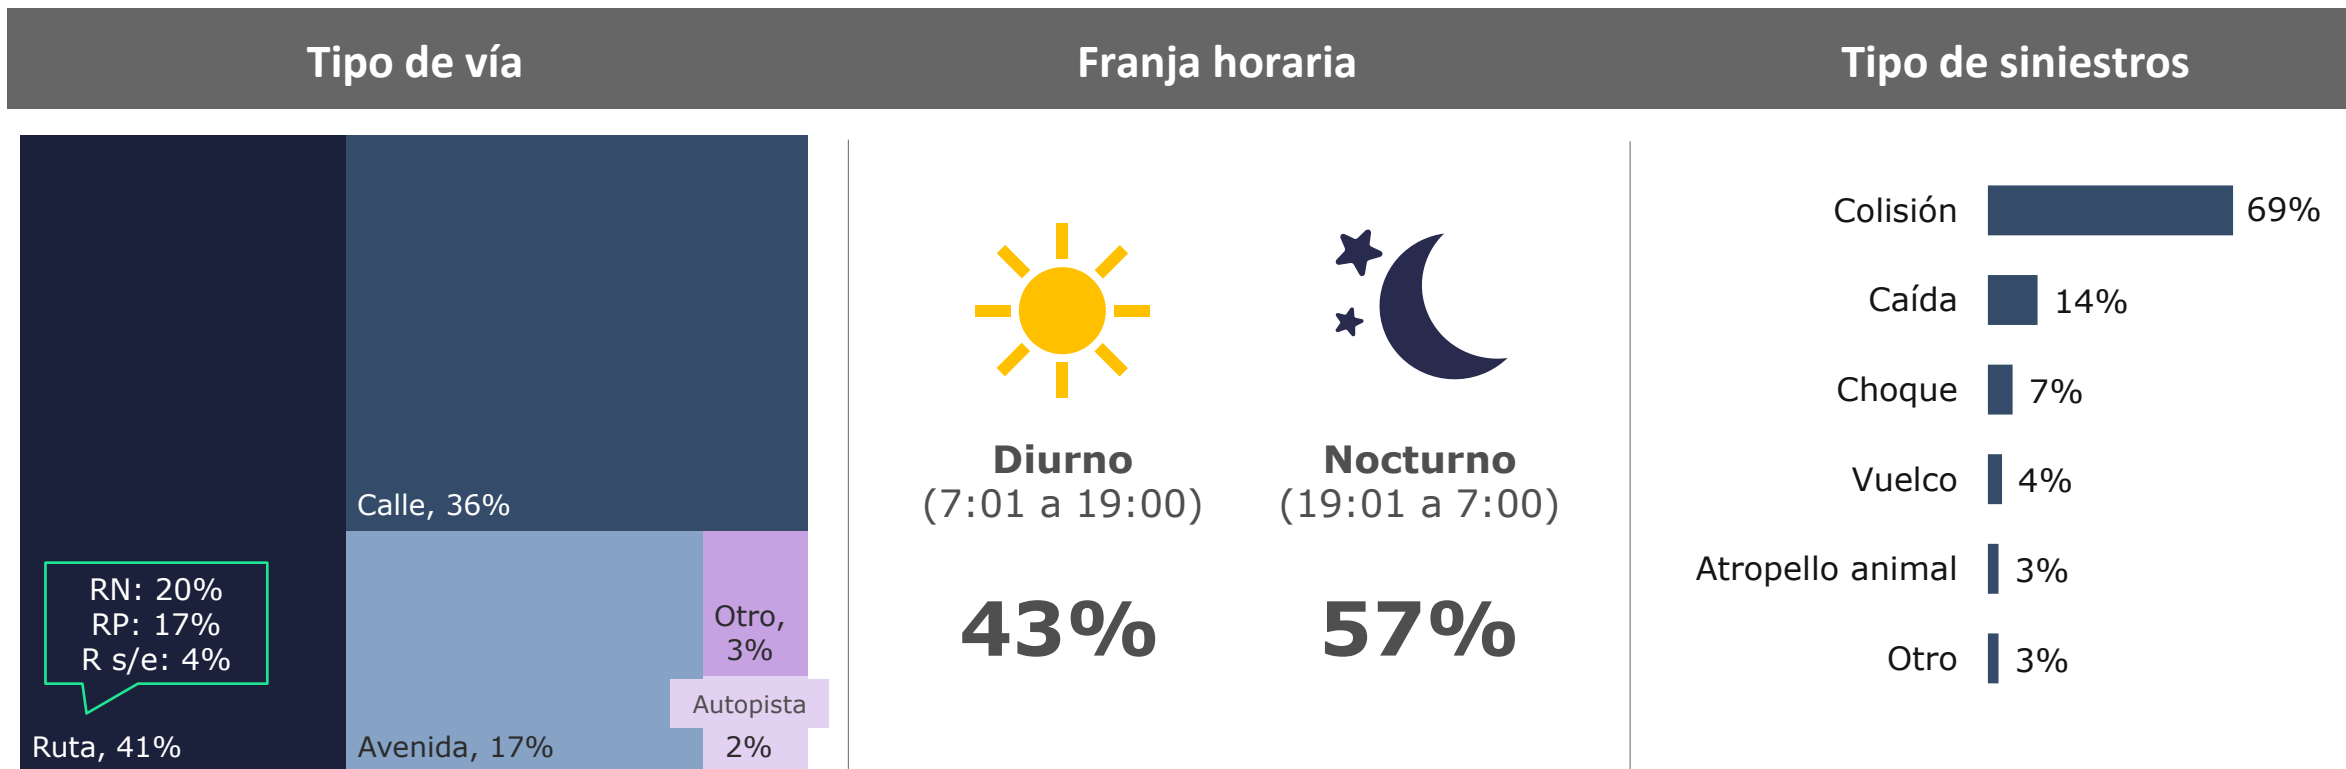 Tipo de vía
Franja horaria
Tipo de siniestros
Calle, 36%
RN: 20%
RP: 17%
R s/e: 4%
Ruta, 41%
Avenida, 17%
Otro,
3%
Autopista
2%
Diurno
(7:01 a 19:00)
43%
Nocturno
(19:01 a 7:00)
57%
Colisión 69%
Caída 14%
Choque 7%
Vuelco 4%
Atropello animal 3%
Otro 3%